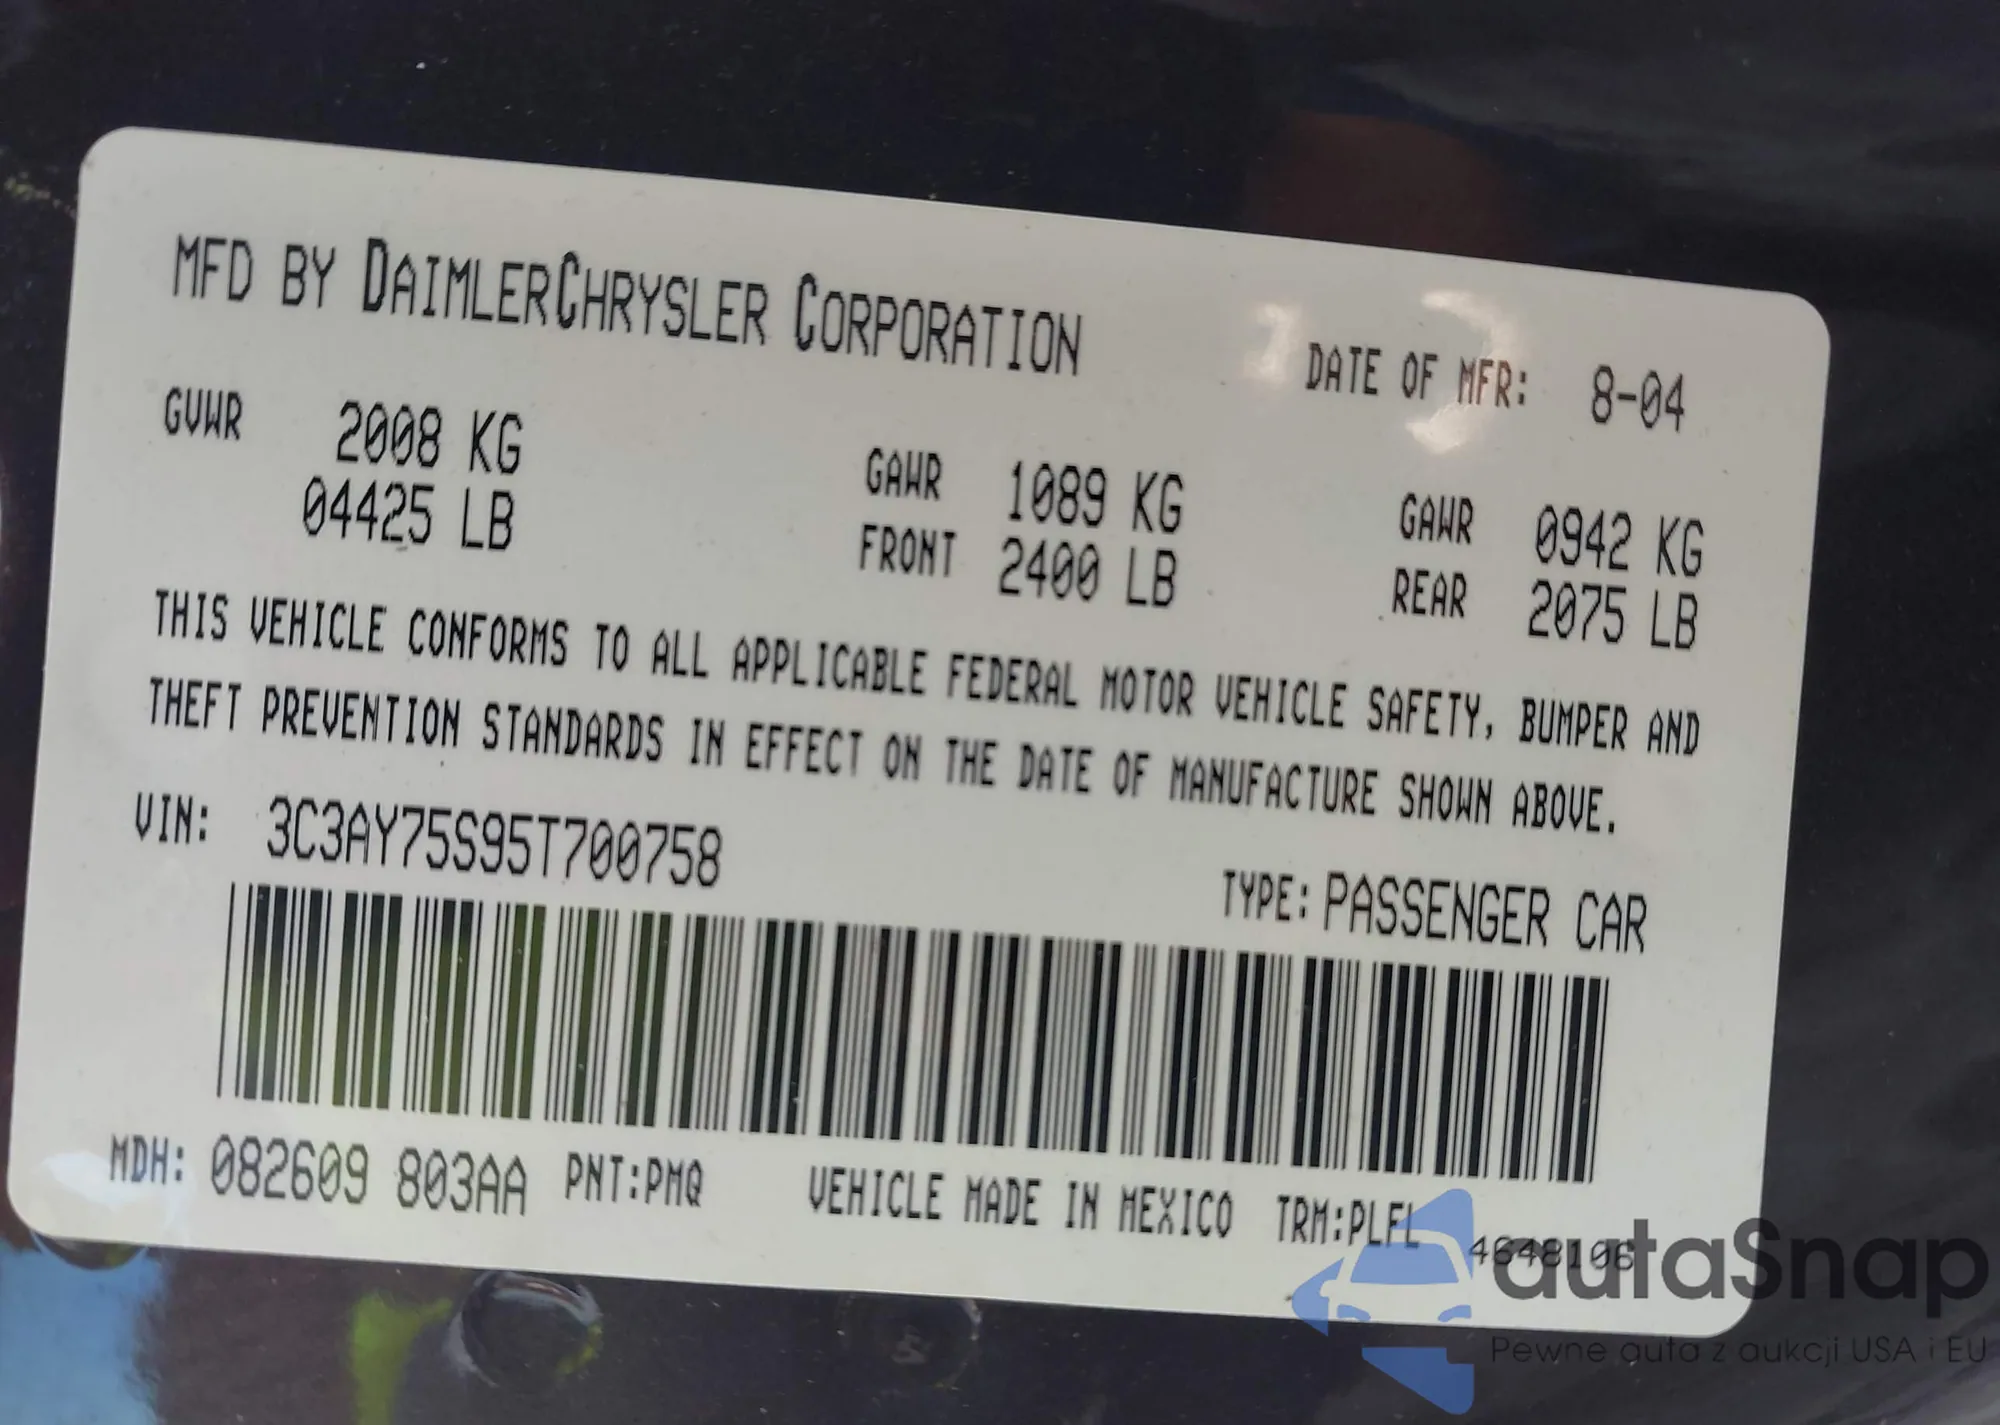 MFD BY DAIMLERCHRYSLER CORPORATION
DATE OF MFR: 8-04
GVWR 2008 KG
04425 LB
GAWR 1089 KG
FRONT 2400 LB
GAWR 0942 KG
REAR 2075 LB
THIS VEHICLE CONFORMS TO ALL APPLICABLE FEDERAL MOTOR VEHICLE SAFETY, BUMPER AND
THEFT PREVENTION STANDARDS IN EFFECT ON THE DATE OF MANUFACTURE SHOWN ABOVE.
VIN: 3C3AY75S95T700758
TYPE: PASSENGER CAR
MDH: 082609 803AA PNT:PMQ VEHICLE MADE IN MEXICO TRM:PLFL
4648106
autaSnap
Pewne auta z aukcji USA i EU